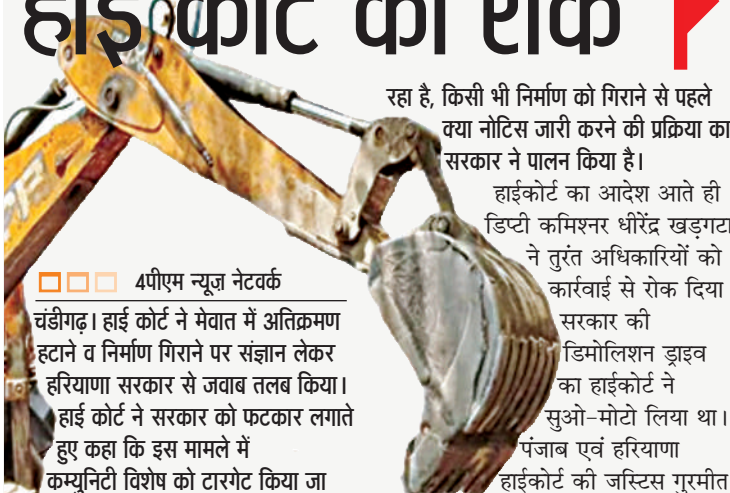 हाई कोर्ट की रोक
4पीएम न्यूज़ नेटवर्क
चंडीगढ़। हाई कोर्ट ने मेवात में अतिक्रमण
हटाने व निर्माण गिराने पर संज्ञान लेकर
हरियाणा सरकार से जवाब तलब किया।
हाई कोर्ट ने सरकार को फटकार लगाते
हुए कहा कि इस मामले में
कम्युनिटी विशेष को टारगेट किया जा
रहा है, किसी भी निर्माण को गिराने से पहले
क्या नोटिस जारी करने की प्रक्रिया का
सरकार ने पालन किया है।
हाईकोर्ट का आदेश आते ही
डिप्टी कमिश्नर धीरेंद्र खड़गटा
ने तुरंत अधिकारियों को
कार्रवाई से रोक दिया
सरकार की
डिमोलिशन ड्राइव
का हाईकोर्ट ने
सुओ-मोटो लिया था।
पंजाब एवं हरियाणा
हाईकोर्ट की जस्टिस गुरमीत